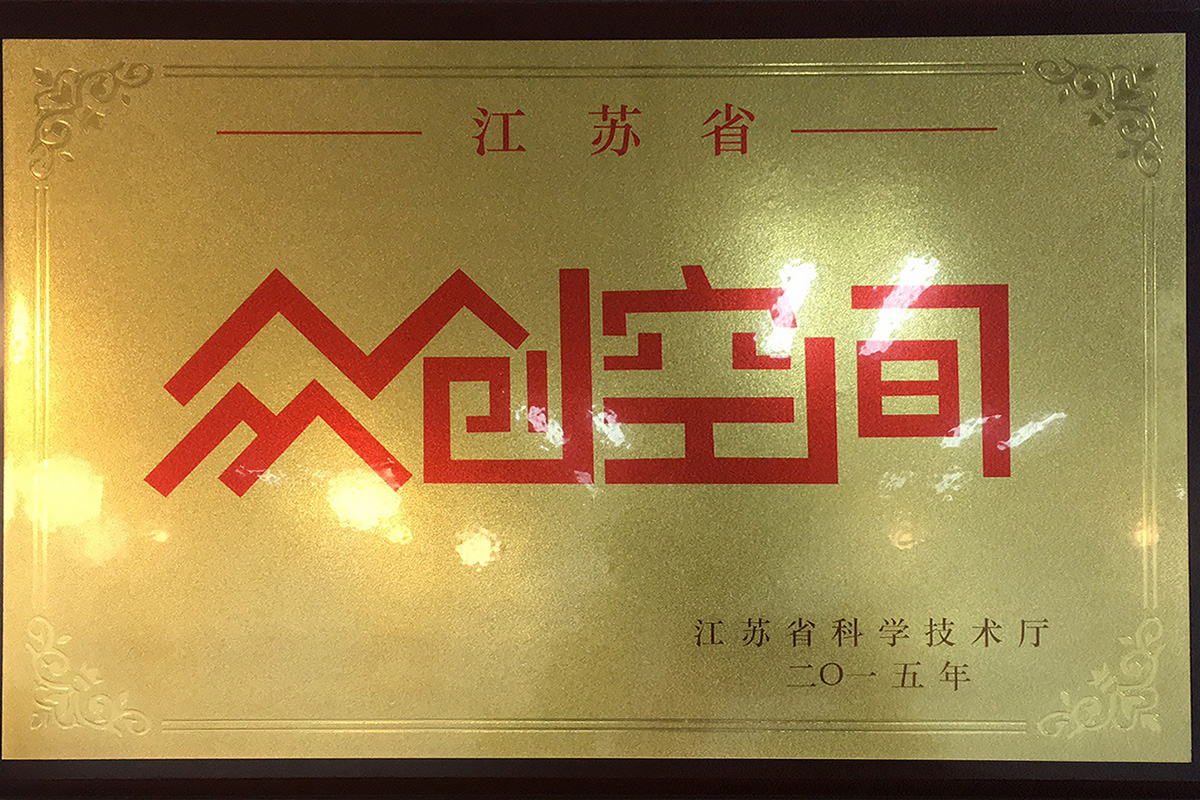 江苏省
众创空间
江苏省科学技术厅
二〇一五年